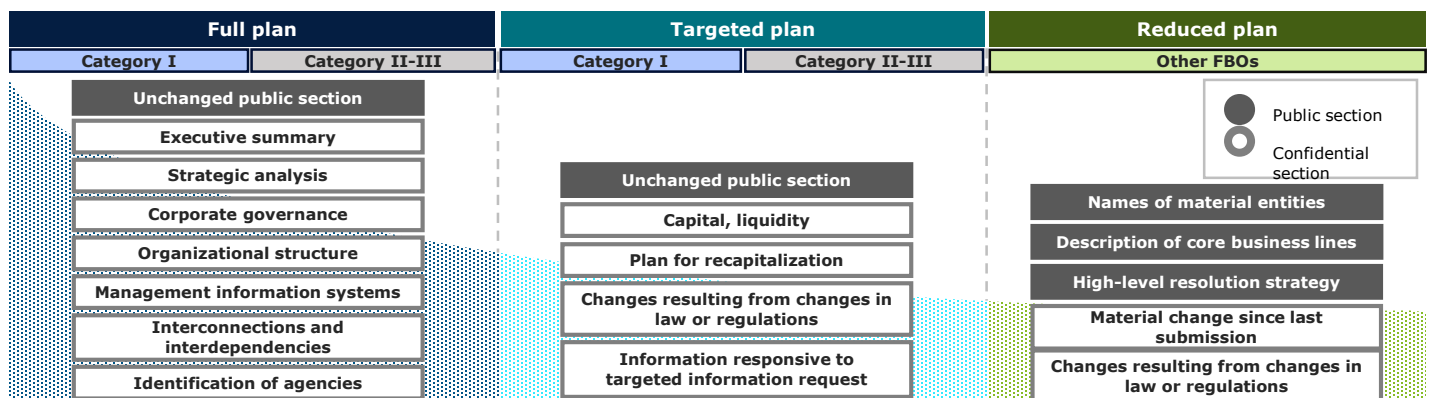 Full plan
Targeted plan
Reduced plan
Category I
Category II-III
Category I
Category II-III
Other FBOs
Unchanged public section
Executive summary
Strategic analysis
Corporate governance
Organizational structure
Management information systems
Interconnections and
interdependencies
Identification of agencies
Unchanged public section
Capital, liquidity
Plan for recapitalization
Changes resulting from changes in
law or regulations
Information responsive to
targeted information request
Public section
Confidential
section
Names of material entities
Description of core business lines
High-level resolution strategy
Material change since last
submission
Changes resulting from changes in
law or regulations